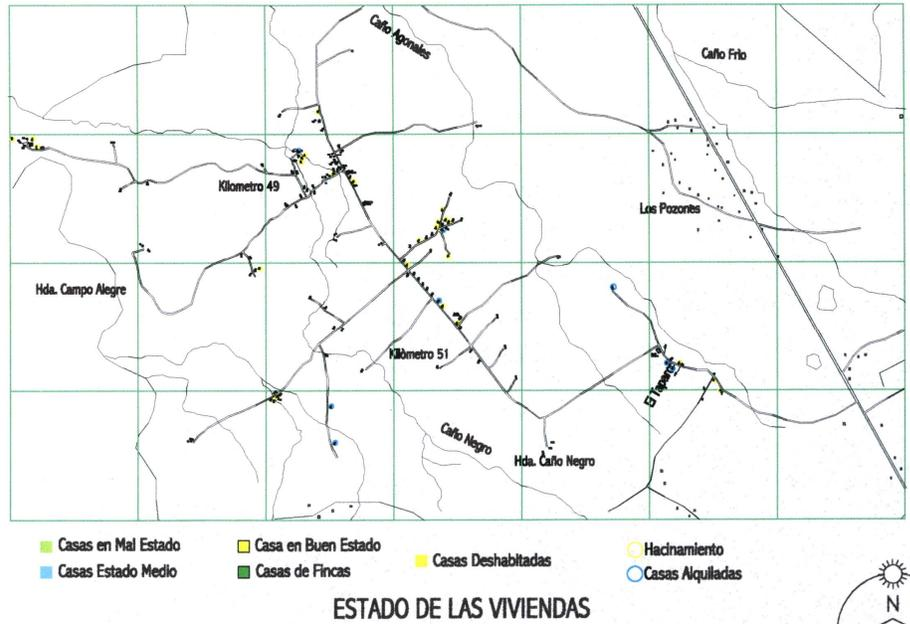 Caño Agonales
Caño Frio
Kilometro 49
Los Pozones
Hda. Campo Alegre
Kilòmetro 51
El Taparo
Caño Negro
Hda. Caño Negro
Casas en Mal Estado
Casa en Buen Estado
Casas Deshabitadas
Hacinamiento
Casas Estado Medio
Casas de Fincas
Casas Alquiladas
ESTADO DE LAS VIVIENDAS
N